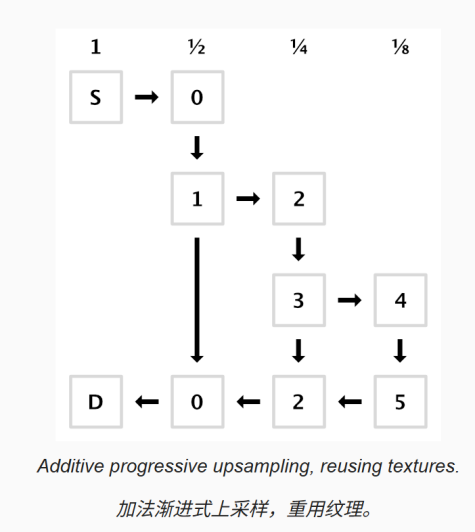 1 ½ ¼ ⅛
S 0
1 2
3 4
D 0 2 5
Additive progressive upsampling, reusing textures.
加法渐进式上采样，重用纹理。